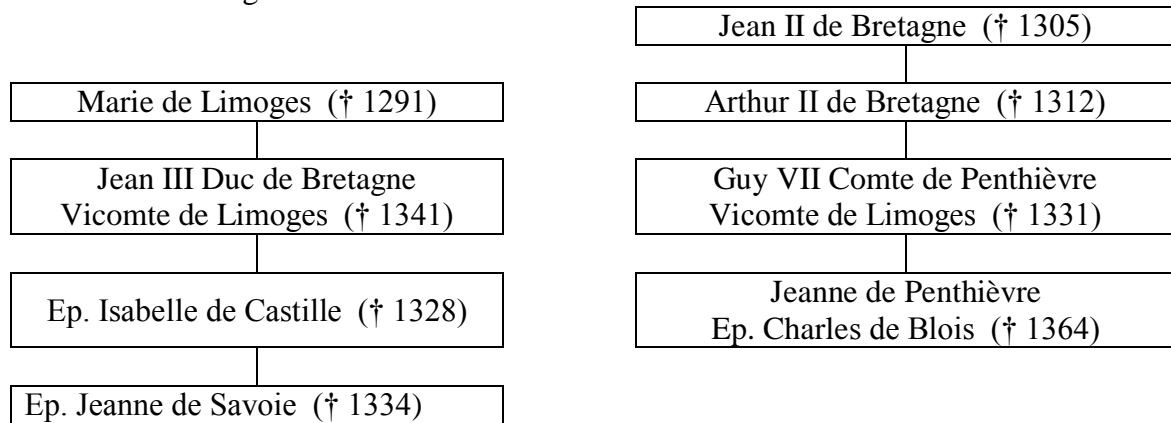 Jean II de Bretagne († 1305)
Marie de Limoges († 1291)
Arthur II de Bretagne († 1312)
Jean III Duc de Bretagne
Vicomte de Limoges († 1341)
Guy VII Comte de Penthièvre
Vicomte de Limoges († 1331)
Ep. Isabelle de Castille († 1328)
Jeanne de Penthièvre
Ep. Charles de Blois († 1364)
Ep. Jeanne de Savoie († 1334)